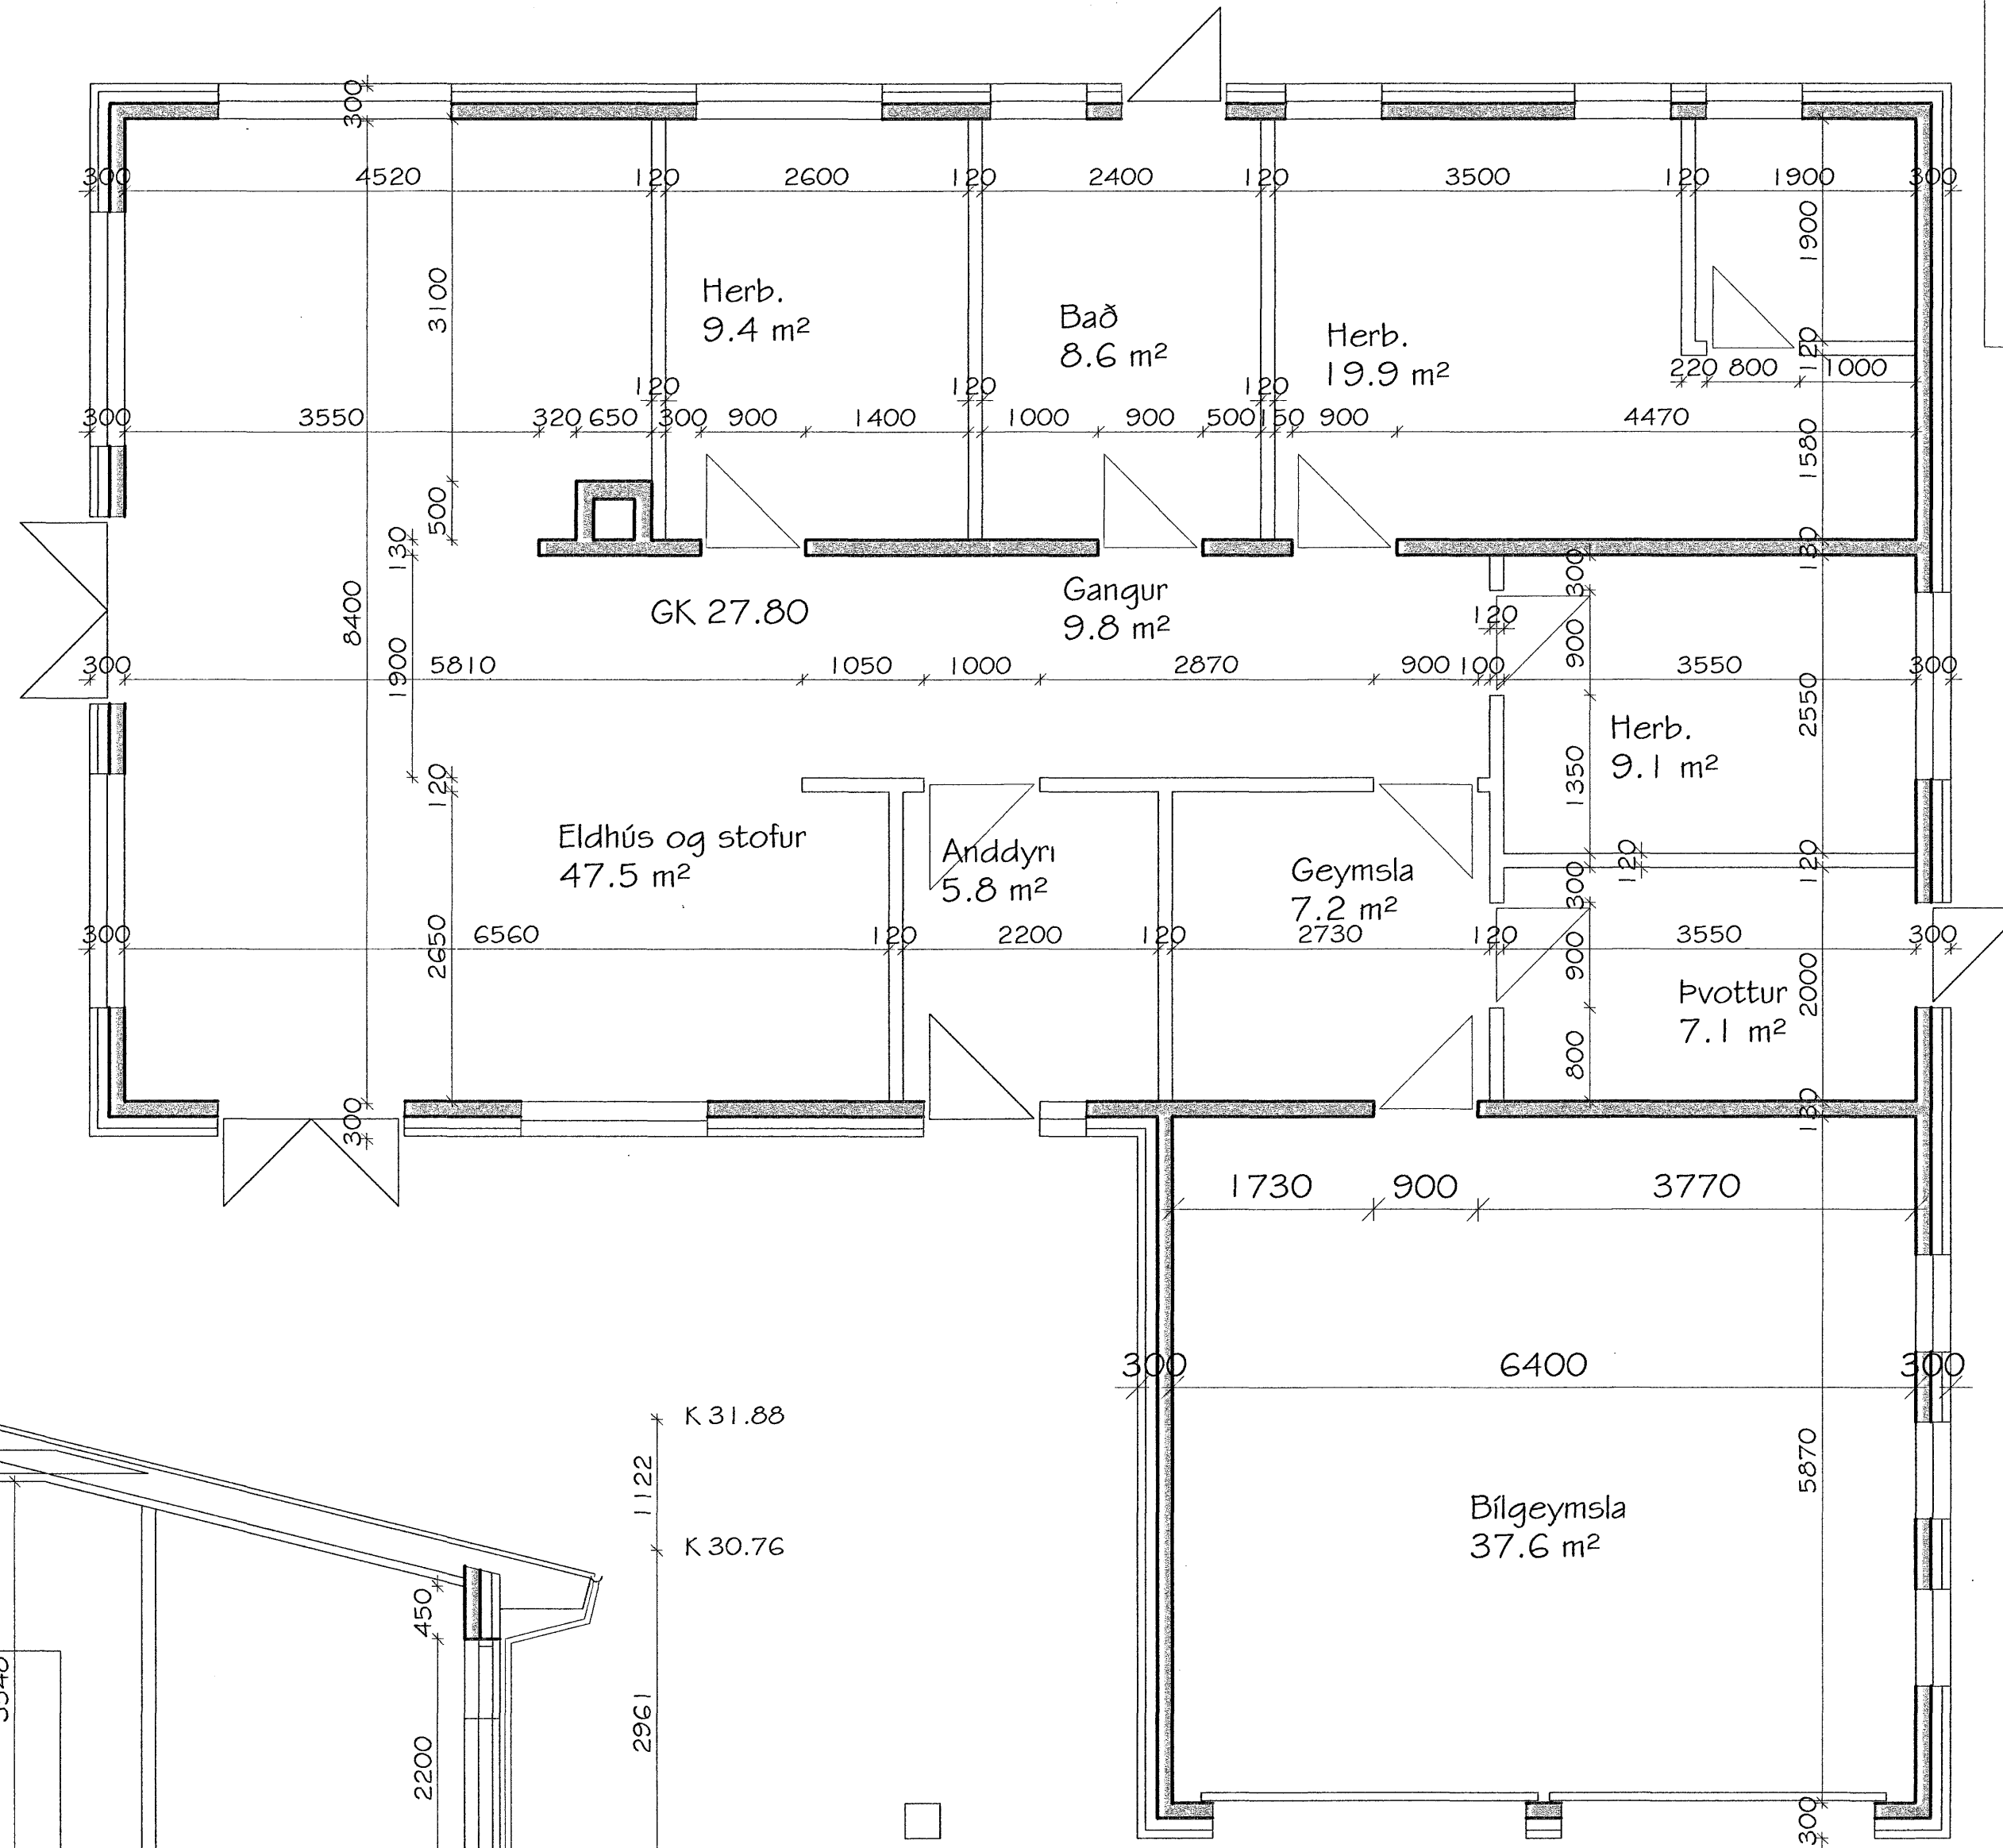 300
300 4520 120 2600 120 2400 120 3500 120 1900 300
1900
3100
Herb.
9.4 m²
Bað
8.6 m²
Herb.
19.9 m²
120
220 800 1000
120 120 120
300 3550 320 650 300 900 1400 1000 900 500 150 900 4470
1580
500
130
130
8400
GK 27.80
Gangur
9.8 m²
300
120
900
1900
300 5810 1050 1000 2870 900 100 3550 300
2550
Herb.
9.1 m²
1350
120
Eldhús og stofur
47.5 m²
Anddyri
5.8 m²
Geymsla
7.2 m²
120
120
300
2650
300 6560 120 2200 120 2730 120 3550 300
900
2000
Þvottur
7.1 m²
800
300
130
1730 900 3770
300 6400 300
5870
Bílgeymsla
37.6 m²
300
K 31.88
1122
K 30.76
450
2961
2200
3540